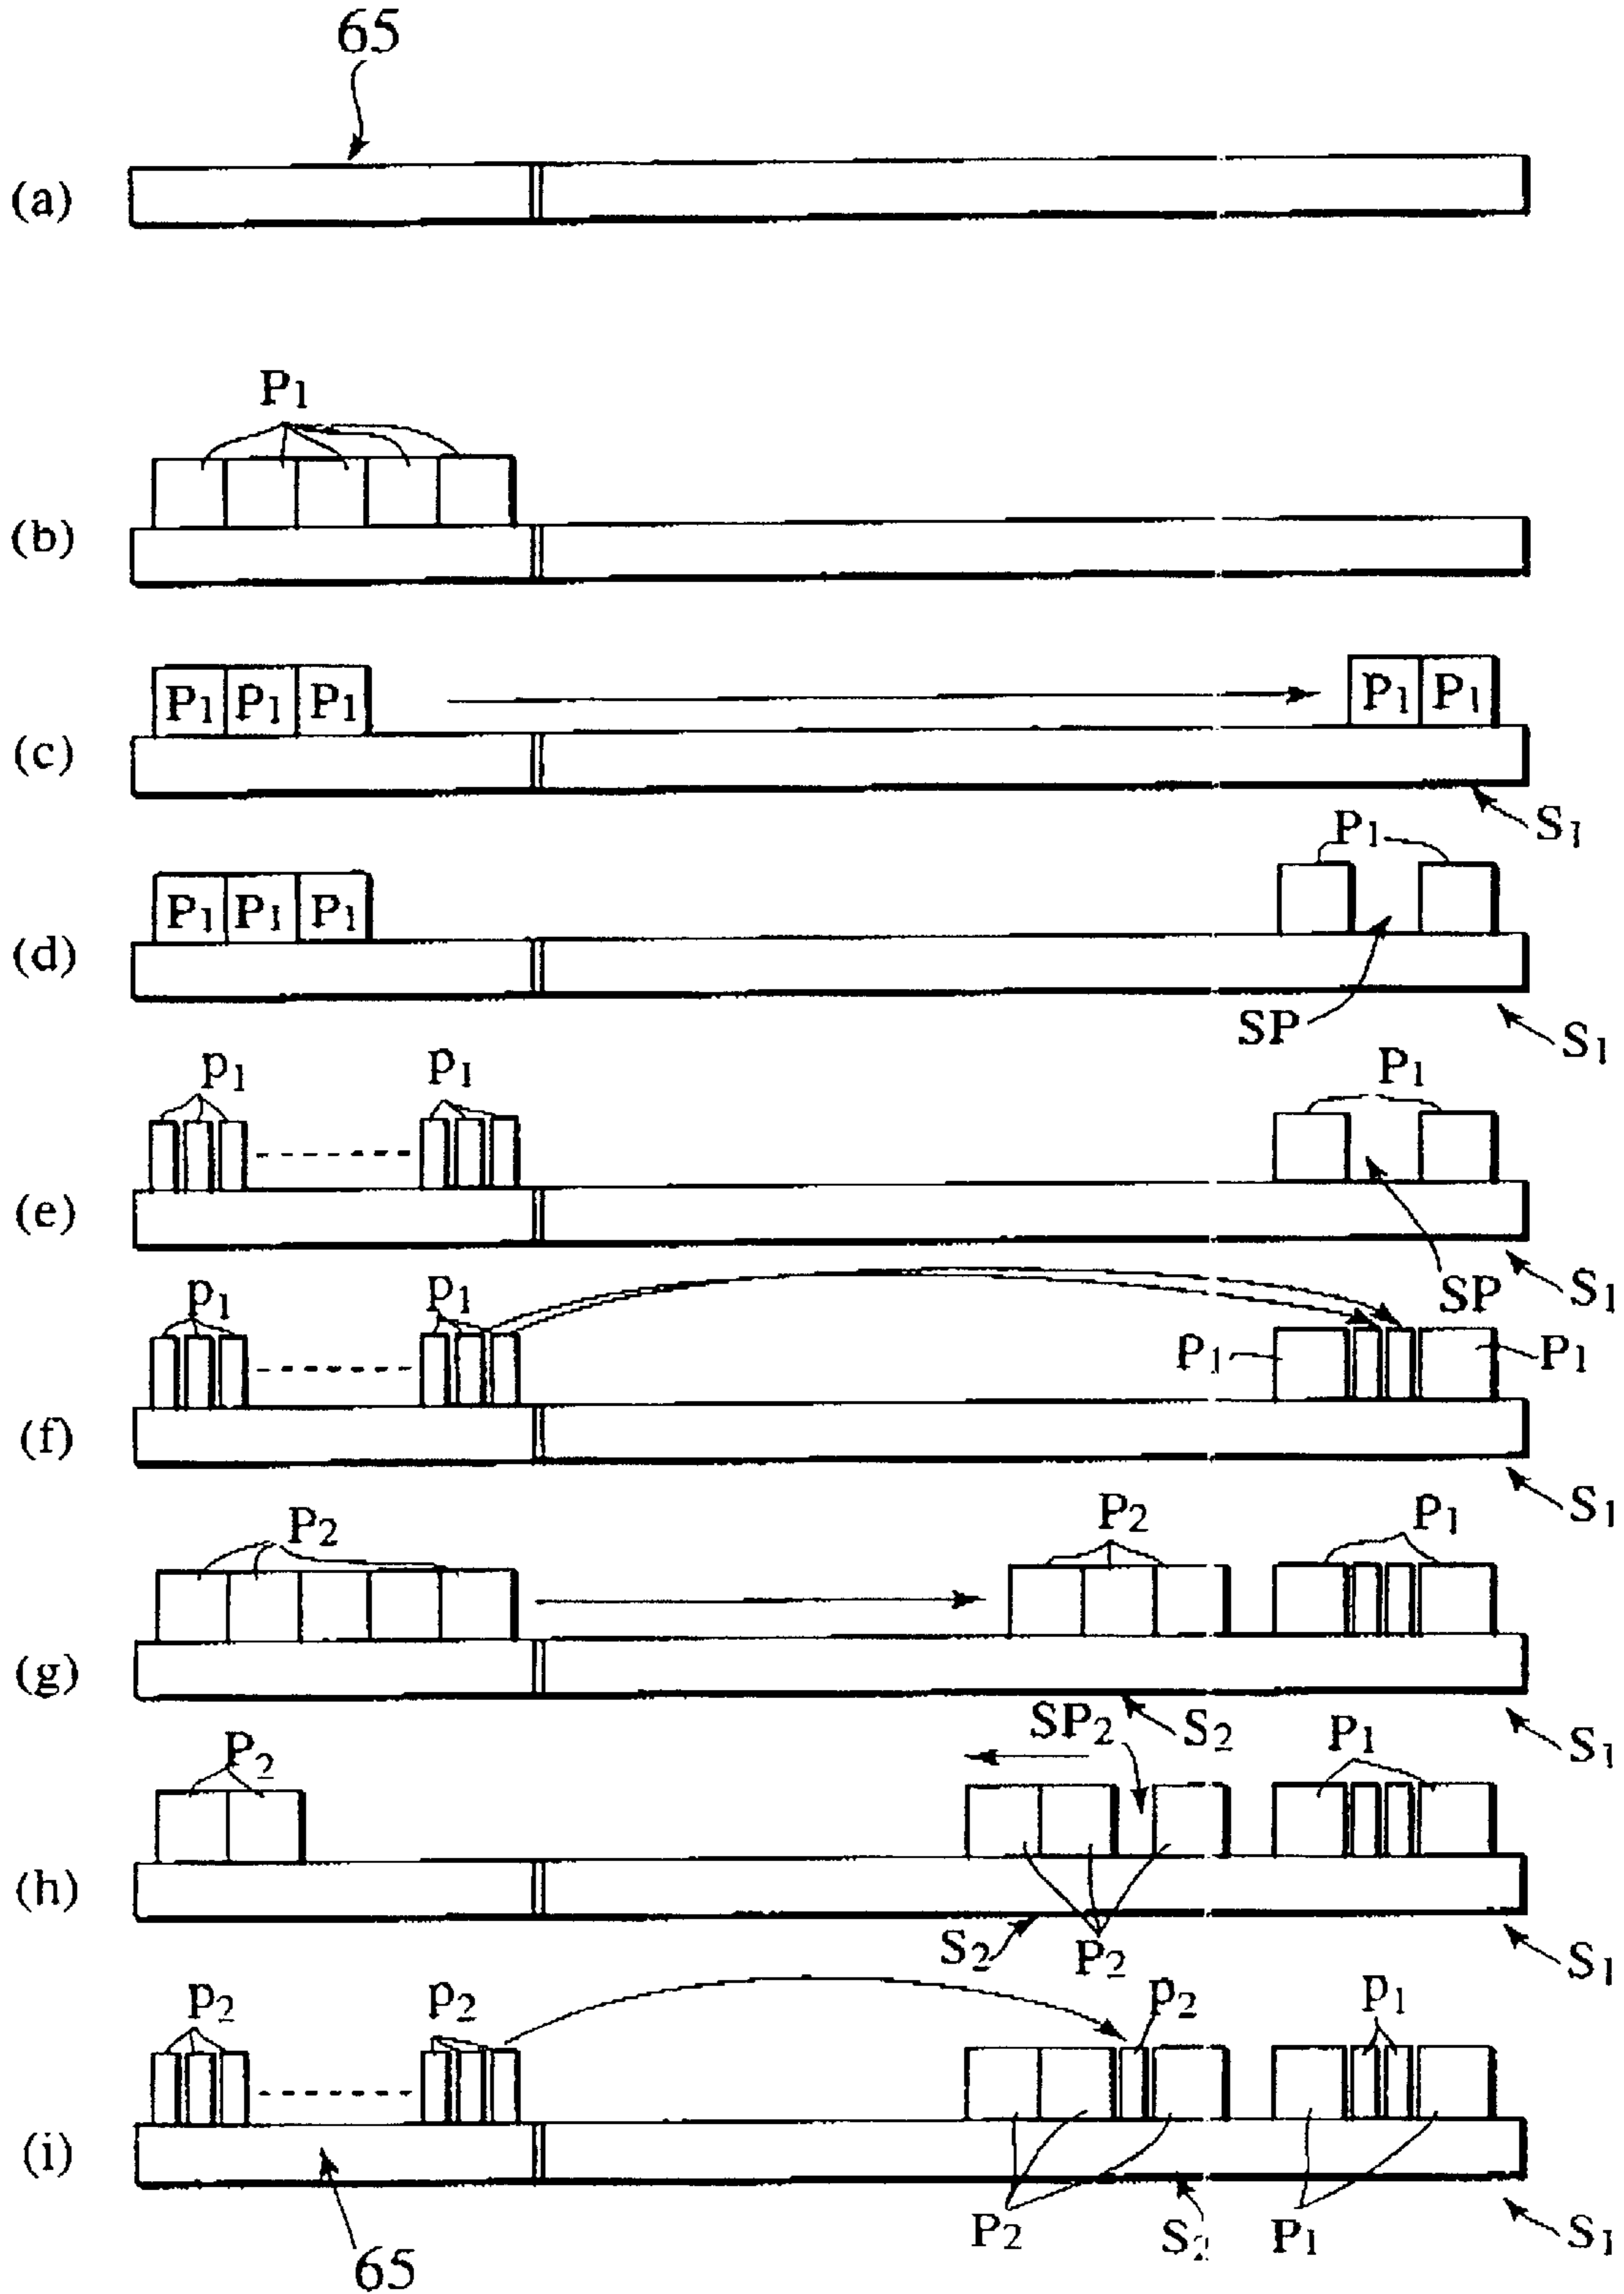 65
(a)
P1
(b)
P1 P1 P1 P1 P1
(c)
S1
P1
P1 P1 P1
(d)
SP
S1
p1 p1 P1
(e)
SP
S1
p1 p1
P1 P1
(f)
S1
P2 P2 P1
(g)
S2
S1
SP2
P2 P1
(h)
S2 P2
S1
p2 p2 p2 p1
(i)
P2 S2 P1 S1
65